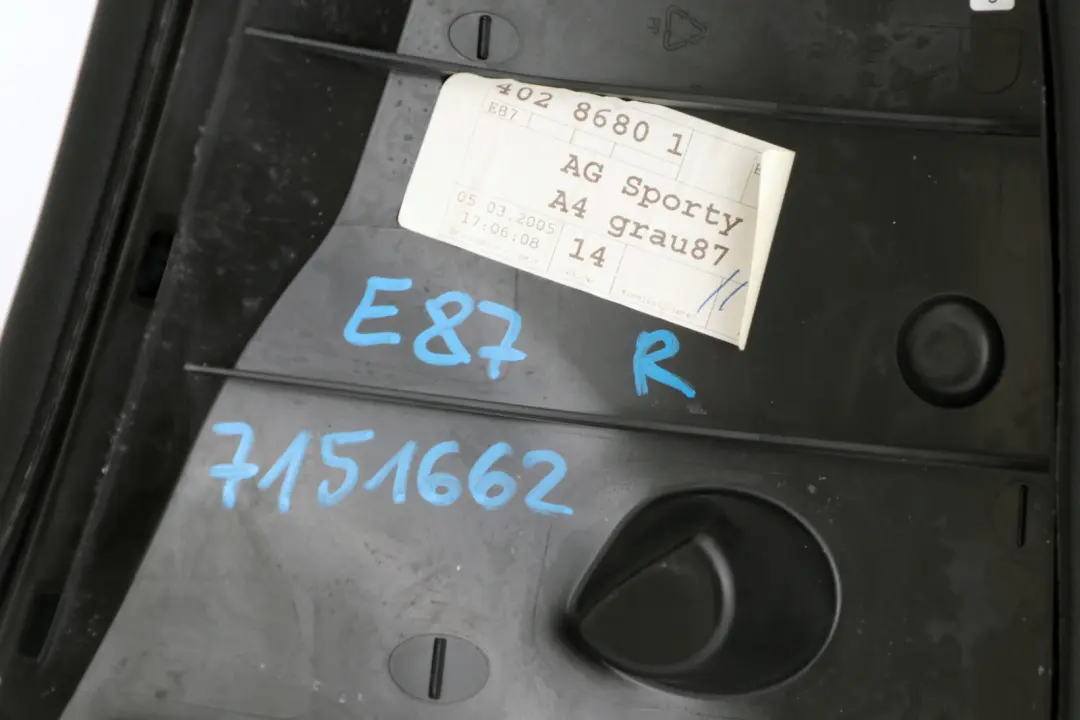 402 8680 1
E87
AG Sporty
A4 grau87
05 03.2005
17:06:08
14
E87 R
7151662